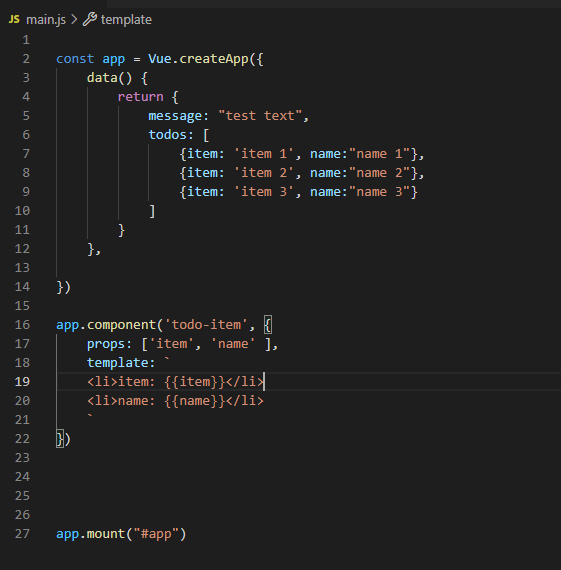 JS main.js > template
1
2 const app = Vue.createApp({
3     data() {
4         return {
5             message: "test text",
6             todos: [
7                 {item: 'item 1', name:"name 1"},
8                 {item: 'item 2', name:"name 2"},
9                 {item: 'item 3', name:"name 3"}
10             ]
11         }
12     },
13
14 })
15
16 app.component('todo-item', {
17     props: ['item', 'name' ],
18     template: `
19     <li>item: {{item}}</li>
20     <li>name: {{name}}</li>
21     `
22 })
23
24
25
26
27 app.mount("#app")